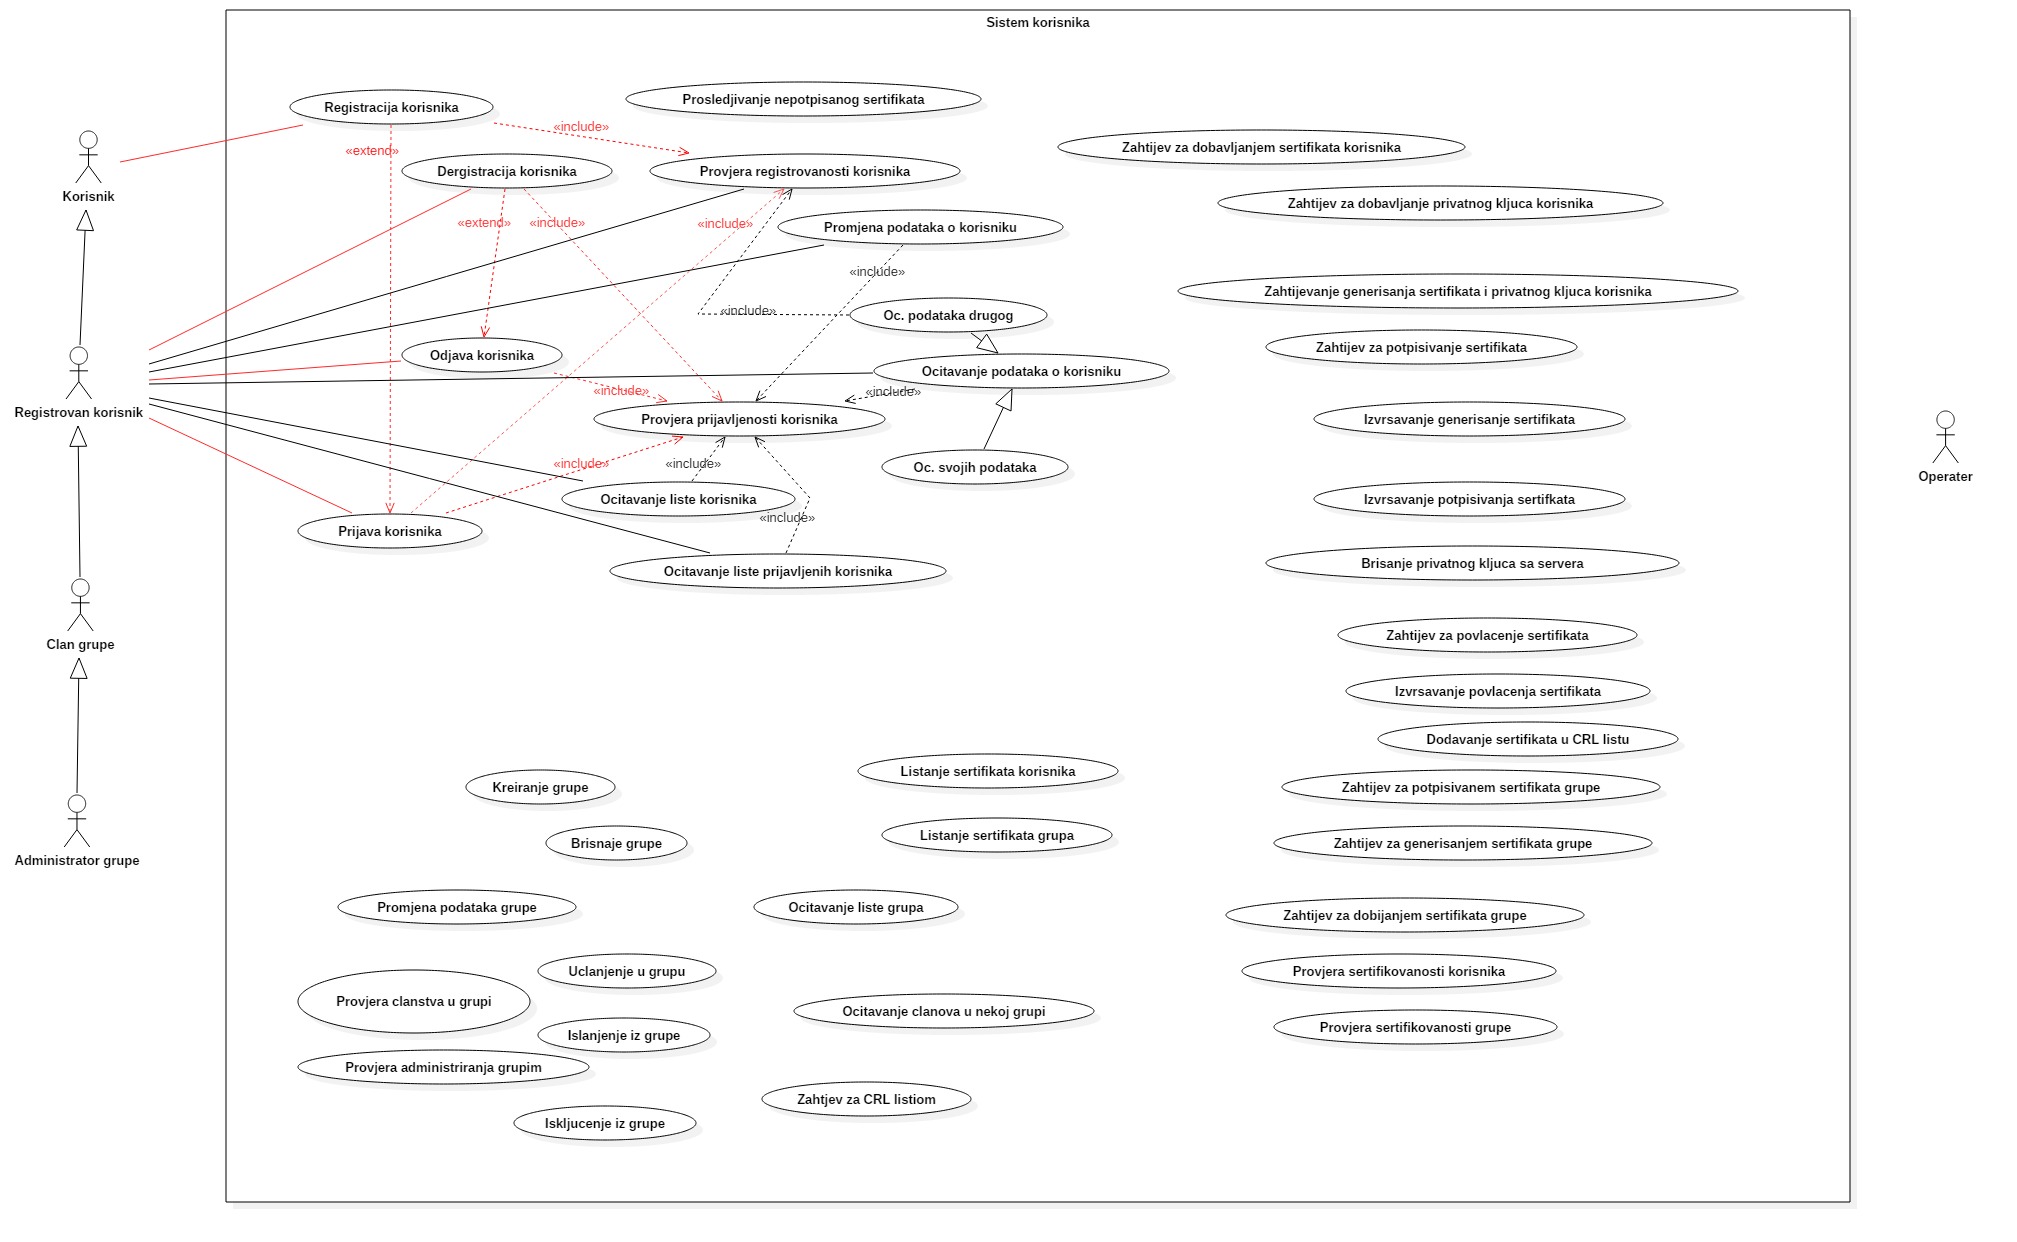 Sistem korisnika
Registracija korisnika
Prosledjivanje nepotpisanog sertifikata
«include»
Korisnik
«extend»
Zahtijev za dobavljanjem sertifikata korisnika
Dergistracija korisnika
Provjera registrovanosti korisnika
Zahtijev za dobavljanje privatnog kljuca korisnika
«extend»
«include»
«include»
Promjena podataka o korisniku
«include»
Zahtijevanje generisanja sertifikata i privatnog kljuca korisnika
«include»
Oc. podataka drugog
Zahtijev za potpisivanje sertifikata
Odjava korisnika
Ocitavanje podataka o korisniku
«include»
«include»
Registrovan korisnik
Provjera prijavljenosti korisnika
Izvrsavanje generisanje sertifikata
«include»
«include»
Oc. svojih podataka
Operater
Ocitavanje liste korisnika
Izvrsavanje potpisivanja sertifkata
«include»
Prijava korisnika
Ocitavanje liste prijavljenih korisnika
Brisanje privatnog kljuca sa servera
Clan grupe
Zahtijev za povlacenje sertifikata
Izvrsavanje povlacenja sertifikata
Dodavanje sertifikata u CRL listu
Kreiranje grupe
Listanje sertifikata korisnika
Zahtijev za potpisivanem sertifikata grupe
Brisnaje grupe
Listanje sertifikata grupa
Zahtijev za generisanjem sertifikata grupe
Administrator grupe
Promjena podataka grupe
Ocitavanje liste grupa
Zahtijev za dobijanjem sertifikata grupe
Uclanjenje u grupu
Provjera sertifikovanosti korisnika
Provjera clanstva u grupi
Ocitavanje clanova u nekoj grupi
Islanjenje iz grupe
Provjera sertifikovanosti grupe
Provjera administriranja grupim
Zahtjev za CRL listiom
Iskljucenje iz grupe